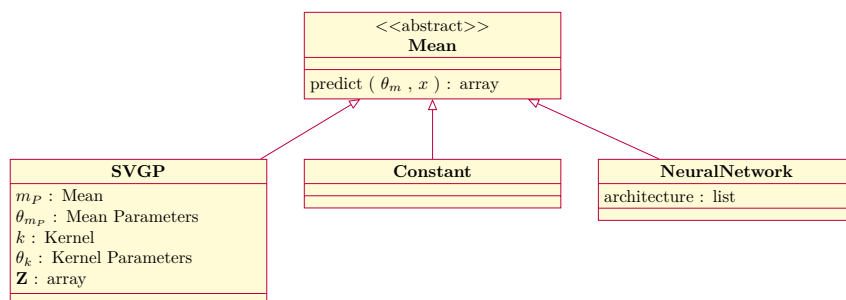 <<abstract>>
Mean
predict ( θₘ , x ) : array
SVGP
m_P : Mean
θ_{m_P} : Mean Parameters
k : Kernel
θ_k : Kernel Parameters
Z : array
Constant
NeuralNetwork
architecture : list